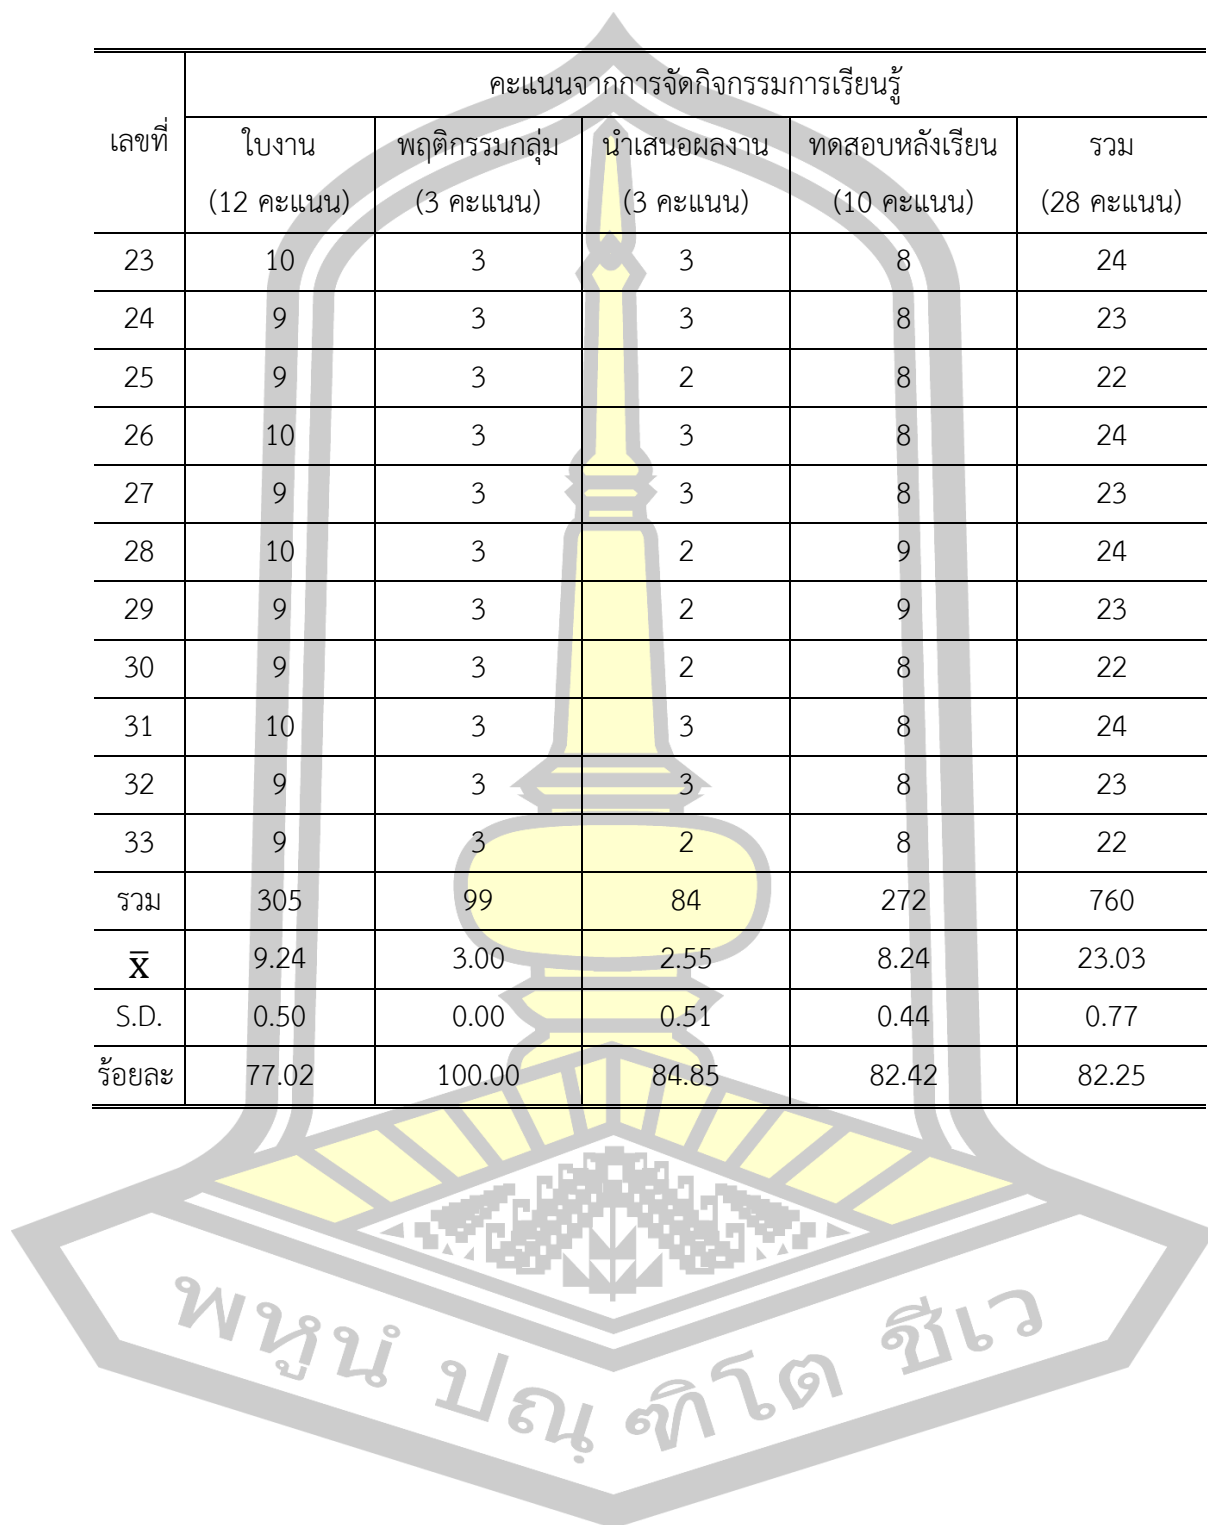 คะแนนจากการจัดกิจกรรมการเรียนรู้
เลขที่ ใบงาน พฤติกรรมกลุ่ม นำเสนอผลงาน ทดสอบหลังเรียน รวม
(12 คะแนน) (3 คะแนน) (3 คะแนน) (10 คะแนน) (28 คะแนน)
23 10 3 3 8 24
24 9 3 3 8 23
25 9 3 2 8 22
26 10 3 3 8 24
27 9 3 3 8 23
28 10 3 2 9 24
29 9 3 2 9 23
30 9 3 2 8 22
31 10 3 3 8 24
32 9 3 3 8 23
33 9 3 2 8 22
รวม 305 99 84 272 760
x̄ 9.24 3.00 2.55 8.24 23.03
S.D. 0.50 0.00 0.51 0.44 0.77
ร้อยละ 77.02 100.00 84.85 82.42 82.25
พหูนํ ปณฺฑิโต ชีเว